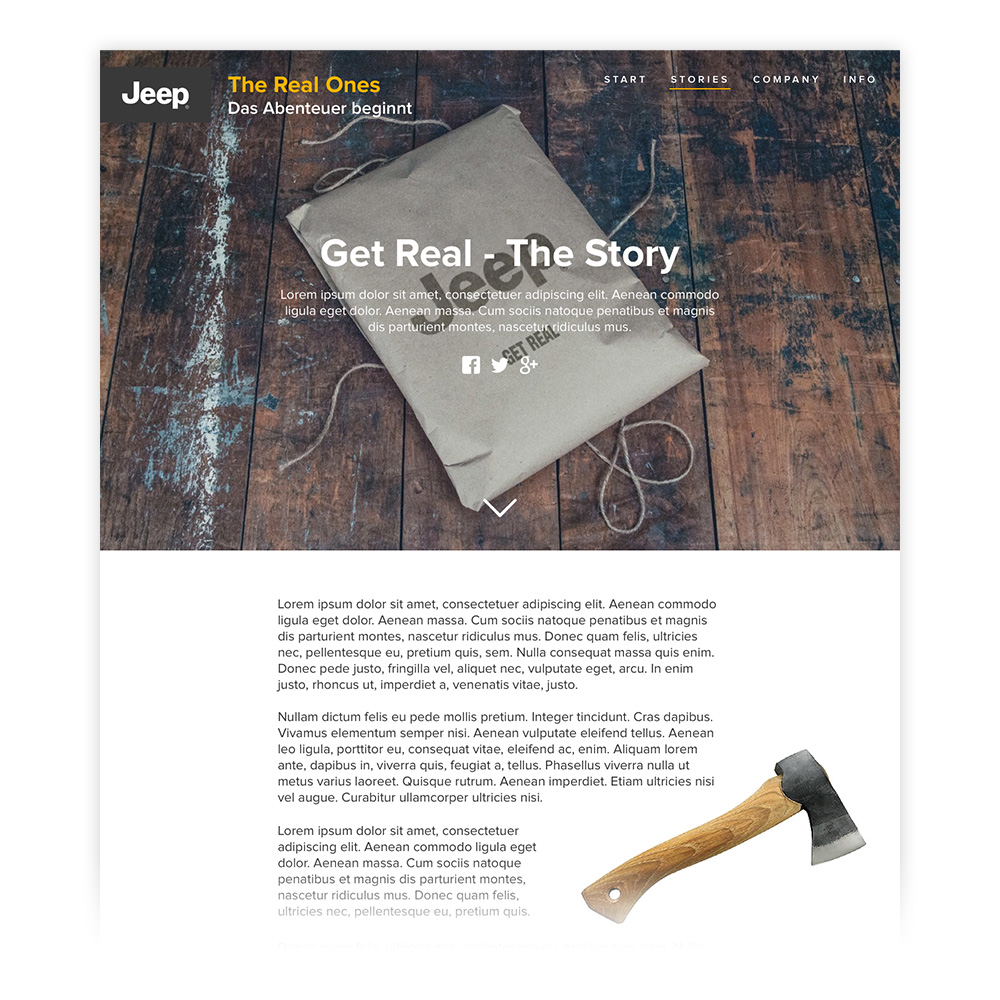 Jeep
The Real Ones
Das Abenteuer beginnt
START STORIES COMPANY INFO
Get Real - The Story
Jeep
GET REAL
Lorem ipsum dolor sit amet, consectetuer adipiscing elit. Aenean commodo
ligula eget dolor. Aenean massa. Cum sociis natoque penatibus et magnis
dis parturient montes, nascetur ridiculus mus.
Lorem ipsum dolor sit amet, consectetuer adipiscing elit. Aenean commodo
ligula eget dolor. Aenean massa. Cum sociis natoque penatibus et magnis
dis parturient montes, nascetur ridiculus mus. Donec quam felis, ultricies
nec, pellentesque eu, pretium quis, sem. Nulla consequat massa quis enim.
Donec pede justo, fringilla vel, aliquet nec, vulputate eget, arcu. In enim
justo, rhoncus ut, imperdiet a, venenatis vitae, justo.
Nullam dictum felis eu pede mollis pretium. Integer tincidunt. Cras dapibus.
Vivamus elementum semper nisi. Aenean vulputate eleifend tellus. Aenean
leo ligula, porttitor eu, consequat vitae, eleifend ac, enim. Aliquam lorem
ante, dapibus in, viverra quis, feugiat a, tellus. Phasellus viverra nulla ut
metus varius laoreet. Quisque rutrum. Aenean imperdiet. Etiam ultricies nisi
vel augue. Curabitur ullamcorper ultricies nisi.
Lorem ipsum dolor sit amet, consectetuer
adipiscing elit. Aenean commodo ligula eget
dolor. Aenean massa. Cum sociis natoque
penatibus et magnis dis parturient montes,
nascetur ridiculus mus. Donec quam felis,
ultricies nec, pellentesque eu, pretium quis.